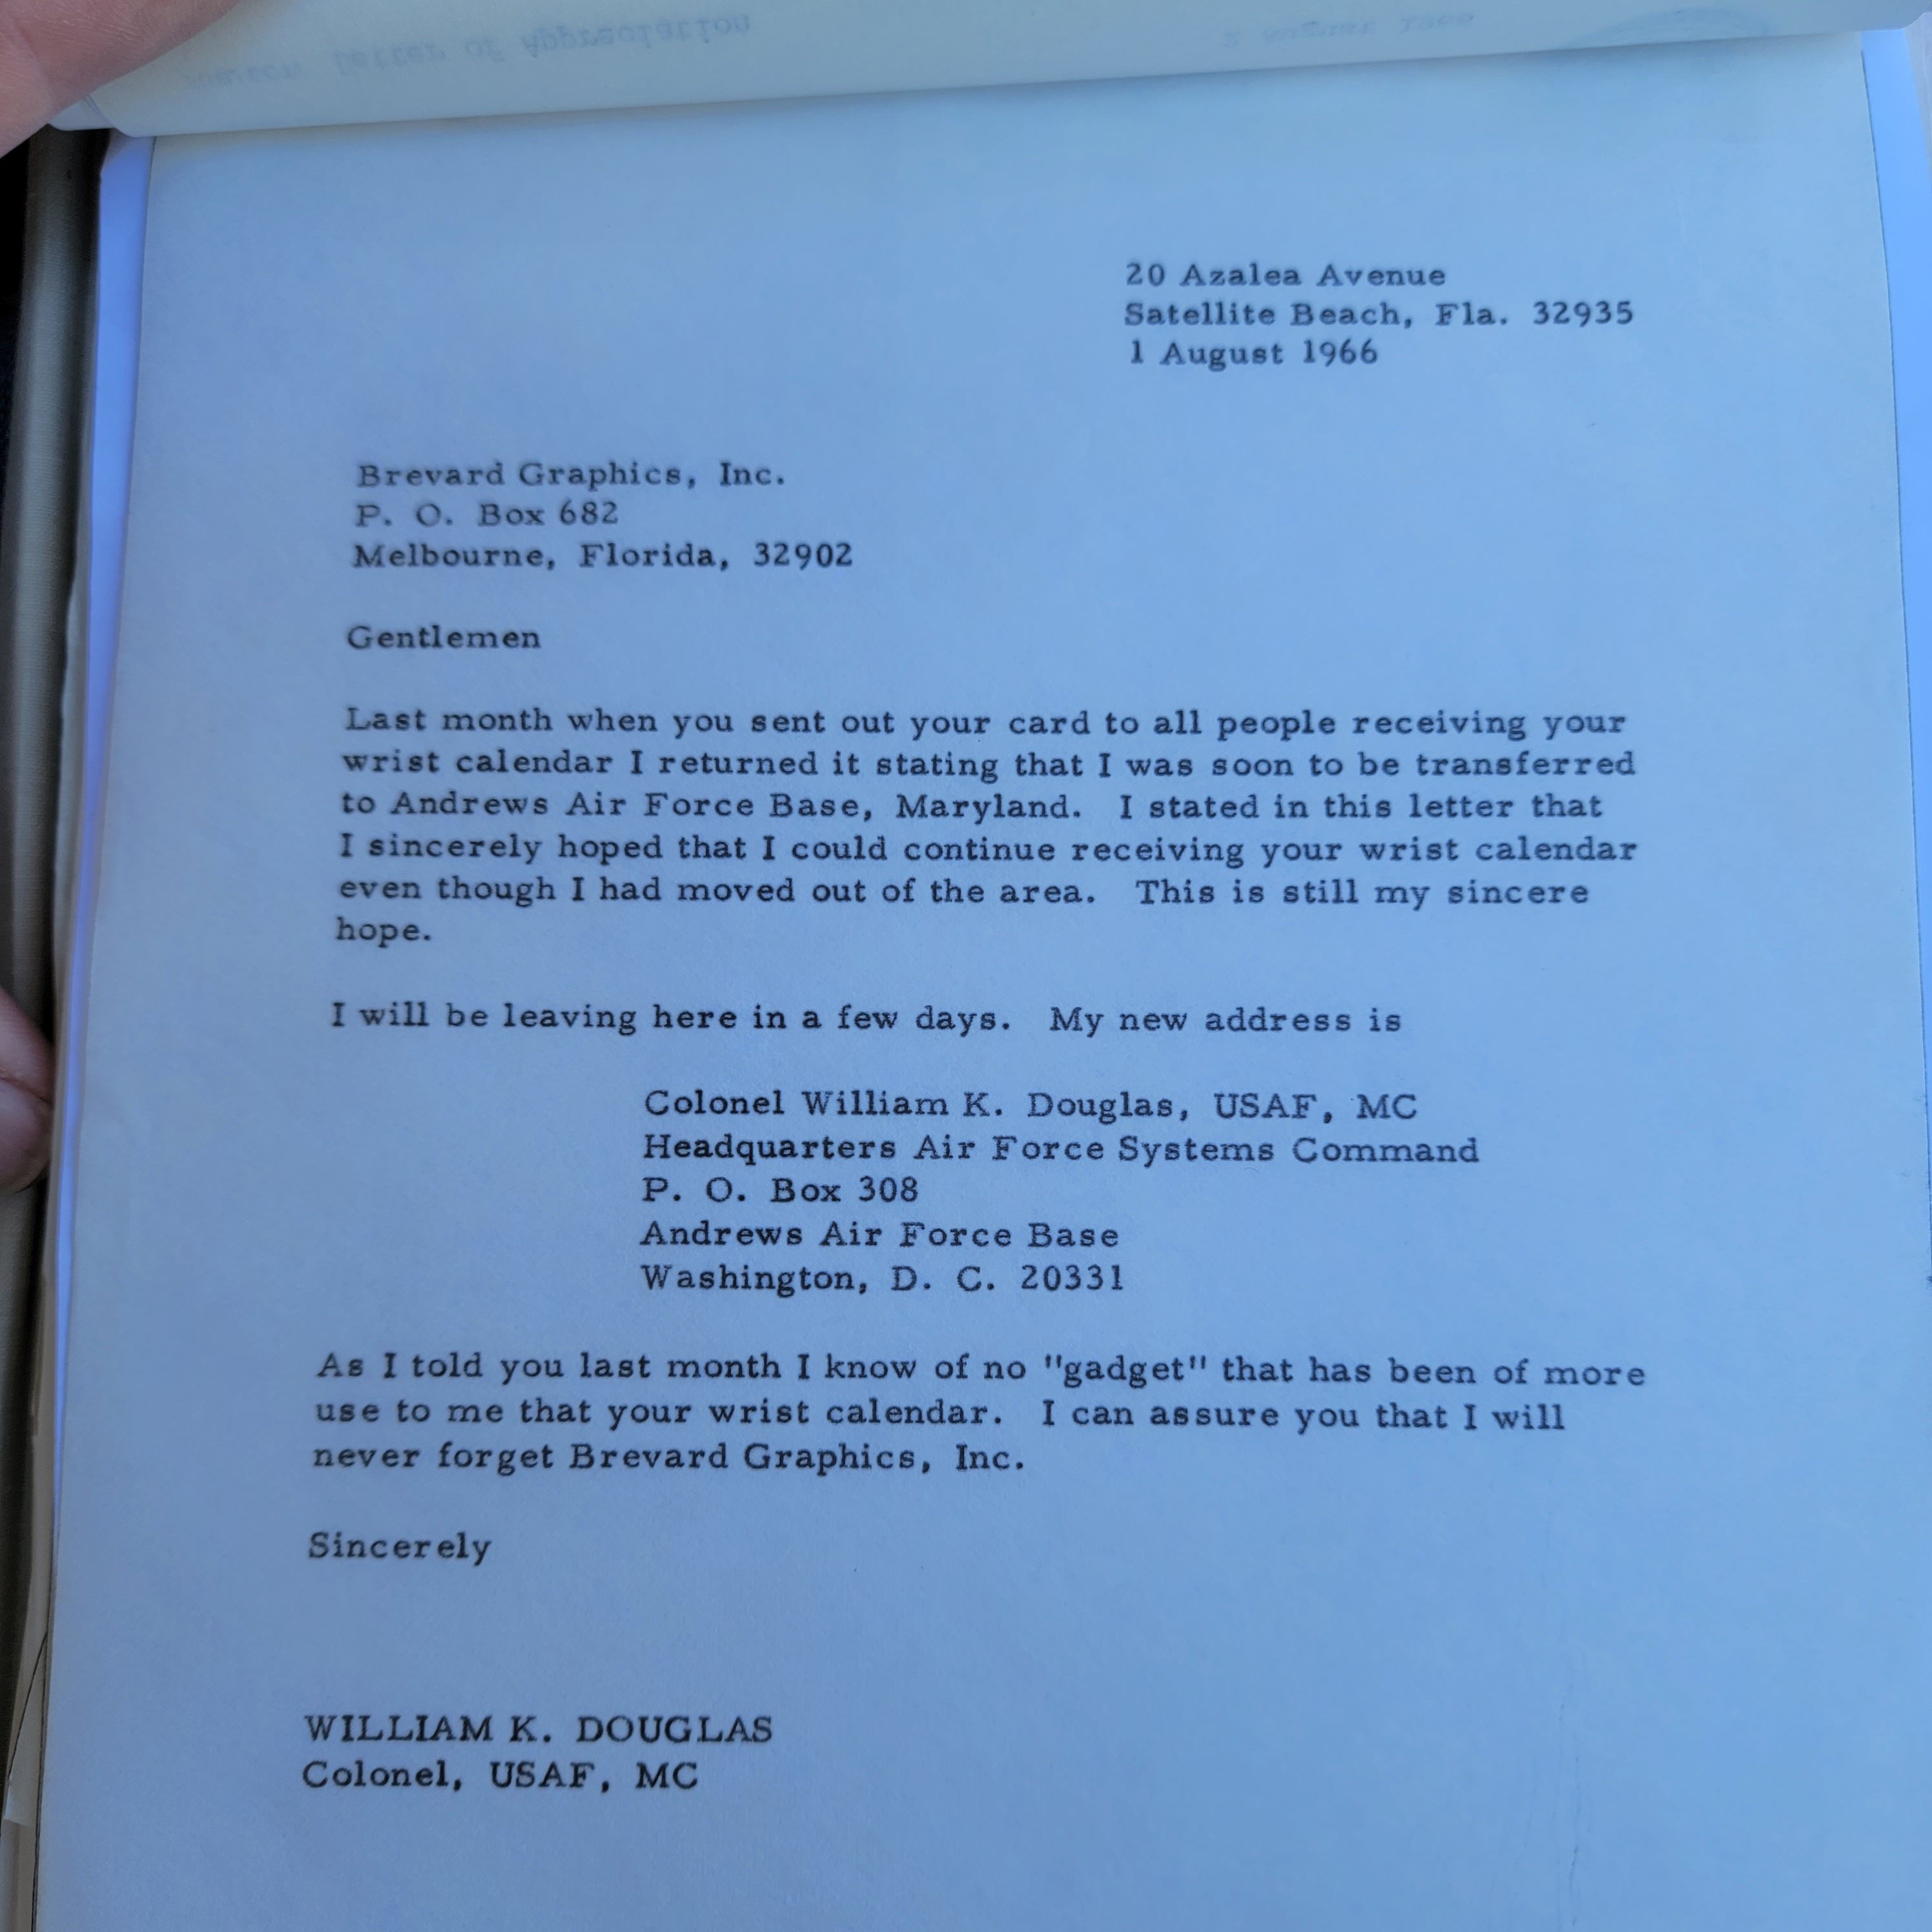 Letter of Appreciation
20 Azalea Avenue
Satellite Beach, Fla. 32935
1 August 1966
Brevard Graphics, Inc.
P. O. Box 682
Melbourne, Florida, 32902
Gentlemen
Last month when you sent out your card to all people receiving your
wrist calendar I returned it stating that I was soon to be transferred
to Andrews Air Force Base, Maryland. I stated in this letter that
I sincerely hoped that I could continue receiving your wrist calendar
even though I had moved out of the area. This is still my sincere
hope.
I will be leaving here in a few days. My new address is
Colonel William K. Douglas, USAF, MC
Headquarters Air Force Systems Command
P. O. Box 308
Andrews Air Force Base
Washington, D. C. 20331
As I told you last month I know of no "gadget" that has been of more
use to me that your wrist calendar. I can assure you that I will
never forget Brevard Graphics, Inc.
Sincerely
WILLIAM K. DOUGLAS
Colonel, USAF, MC